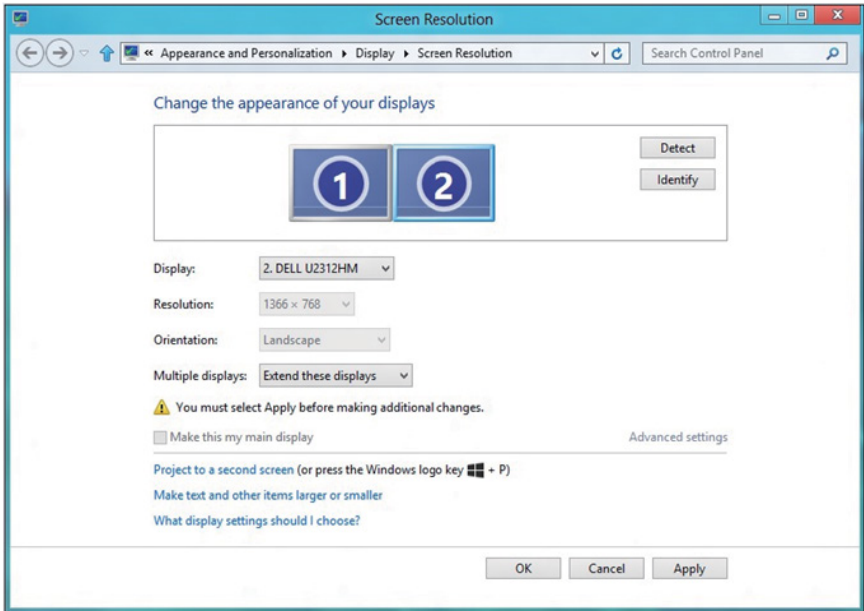 Screen Resolution
« Appearance and Personalization Display Screen Resolution Search Control Panel
Change the appearance of your displays
1 2
Detect
Identify
Display: 2. DELL U2312HM
Resolution: 1366 × 768
Orientation: Landscape
Multiple displays: Extend these displays
You must select Apply before making additional changes.
Make this my main display Advanced settings
Project to a second screen (or press the Windows logo key + P)
Make text and other items larger or smaller
What display settings should I choose?
OK Cancel Apply